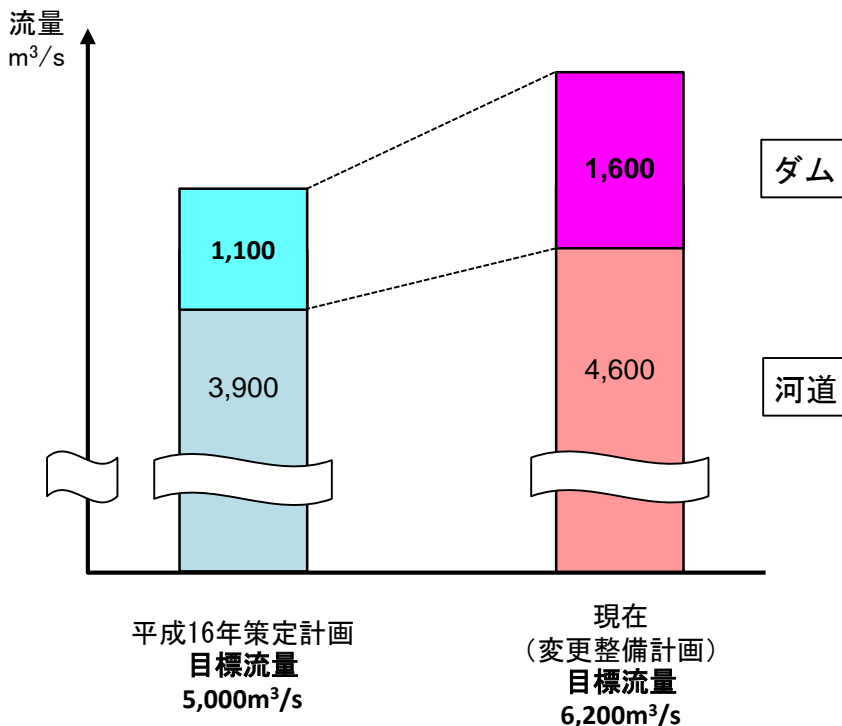 流量
m³/s
1,600
ダム
1,100
3,900
4,600
河道
平成16年策定計画
目標流量
5,000m³/s
現在
（変更整備計画）
目標流量
6,200m³/s